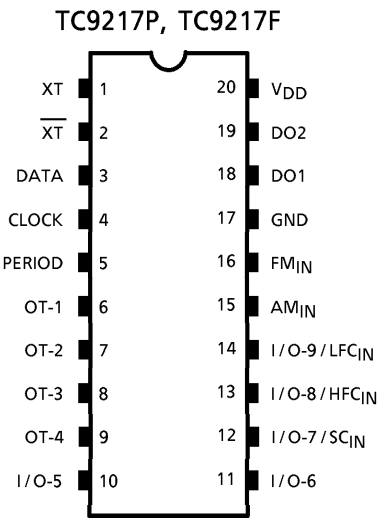 TC9217P, TC9217F
XT 1 20 VDD
XT 2 19 DO2
DATA 3 18 DO1
CLOCK 4 17 GND
PERIOD 5 16 FMIN
OT-1 6 15 AMIN
OT-2 7 14 I/O-9/LFCIN
OT-3 8 13 I/O-8/HFCIN
OT-4 9 12 I/O-7/SCIN
I/O-5 10 11 I/O-6